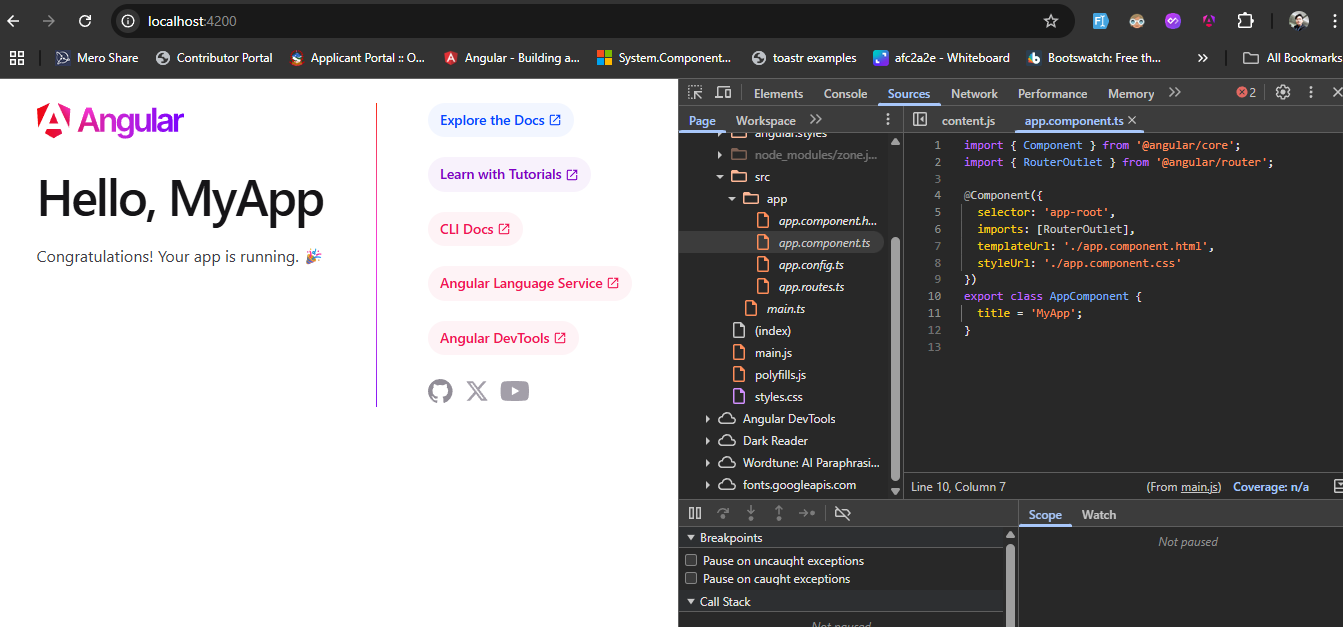 localhost:4200
Mero Share
Contributor Portal
Applicant Portal :: O...
Angular - Building a...
System.Component...
toastr examples
afc2a2e - Whiteboard
Bootswatch: Free th...
All Bookmarks
Angular
Hello, MyApp
Congratulations! Your app is running. 🎉
Explore the Docs
Learn with Tutorials
CLI Docs
Angular Language Service
Angular DevTools
Elements Console Sources Network Performance Memory 2
Page Workspace
angular:styles
node_modules/zone.j...
src
app
app.component.h...
app.component.ts
app.config.ts
app.routes.ts
main.ts
(index)
main.js
polyfills.js
styles.css
Angular DevTools
Dark Reader
Wordtune: AI Paraphrasi...
fonts.googleapis.com
content.js app.component.ts
1 import { Component } from '@angular/core';
2 import { RouterOutlet } from '@angular/router';
3
4 @Component({
5 selector: 'app-root',
6 imports: [RouterOutlet],
7 templateUrl: './app.component.html',
8 styleUrl: './app.component.css'
9 })
10 export class AppComponent {
11 title = 'MyApp';
12 }
13
Line 10, Column 7 (From main.js) Coverage: n/a
Breakpoints
Pause on uncaught exceptions
Pause on caught exceptions
Call Stack
Not paused
Scope Watch
Not paused